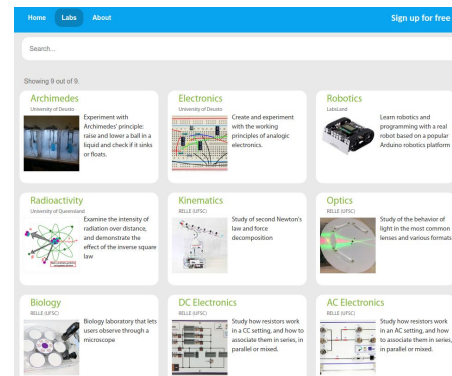 Home Labs About Sign up for free
Search...
Showing 9 out of 9.
Archimedes
University of Deusto
Experiment with
Archimedes' principle:
raise and lower a ball in a
liquid and check if it sinks
or floats.
Electronics
University of Deusto
Create and experiment
with the working
principles of analogic
electronics.
Robotics
LabsLand
Learn robotics and
programming with a real
robot based on a popular
Arduino robotics platform
Radioactivity
University of Queensland
Examine the intensity of
radiation over distance,
and demonstrate the
effect of the inverse square
law
Kinematics
RELLE (UFSC)
Study of second Newton's
law and force
decomposition
Optics
RELLE (UFSC)
Study of the behavior of
light in the most common
lenses and various formats
Biology
RELLE (UFSC)
Biology laboratory that lets
users observe through a
microscope
DC Electronics
RELLE (UFSC)
Study how resistors work
in a CC setting, and how to
associate them in series, in
parallel or mixed.
AC Electronics
RELLE (UFSC)
Study how resistors work
in an AC setting, and how
to associate them in series,
in parallel or mixed.